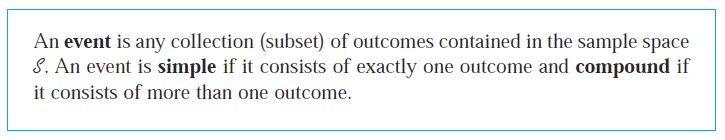 An event is any collection (subset) of outcomes contained in the sample space
𝒮. An event is simple if it consists of exactly one outcome and compound if
it consists of more than one outcome.